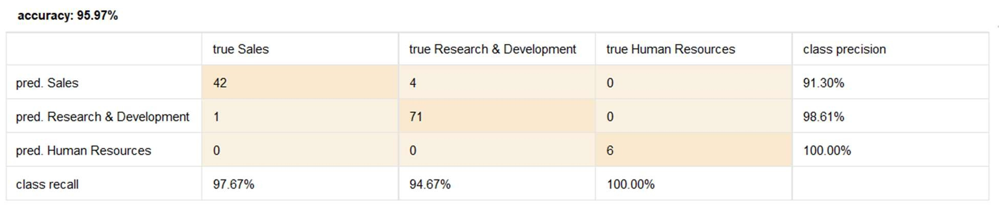 accuracy: 95.97%
true Sales true Research & Development true Human Resources class precision
pred. Sales 42 4 0 91.30%
pred. Research & Development 1 71 0 98.61%
pred. Human Resources 0 0 6 100.00%
class recall 97.67% 94.67% 100.00%